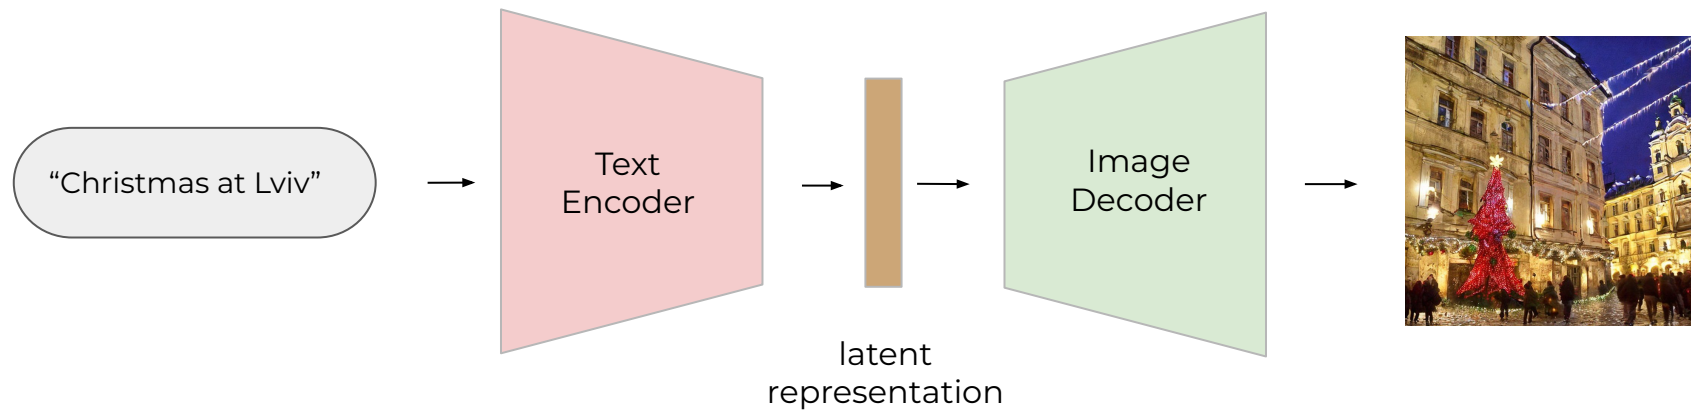 “Christmas at Lviv”
Text
Encoder
latent
representation
Image
Decoder